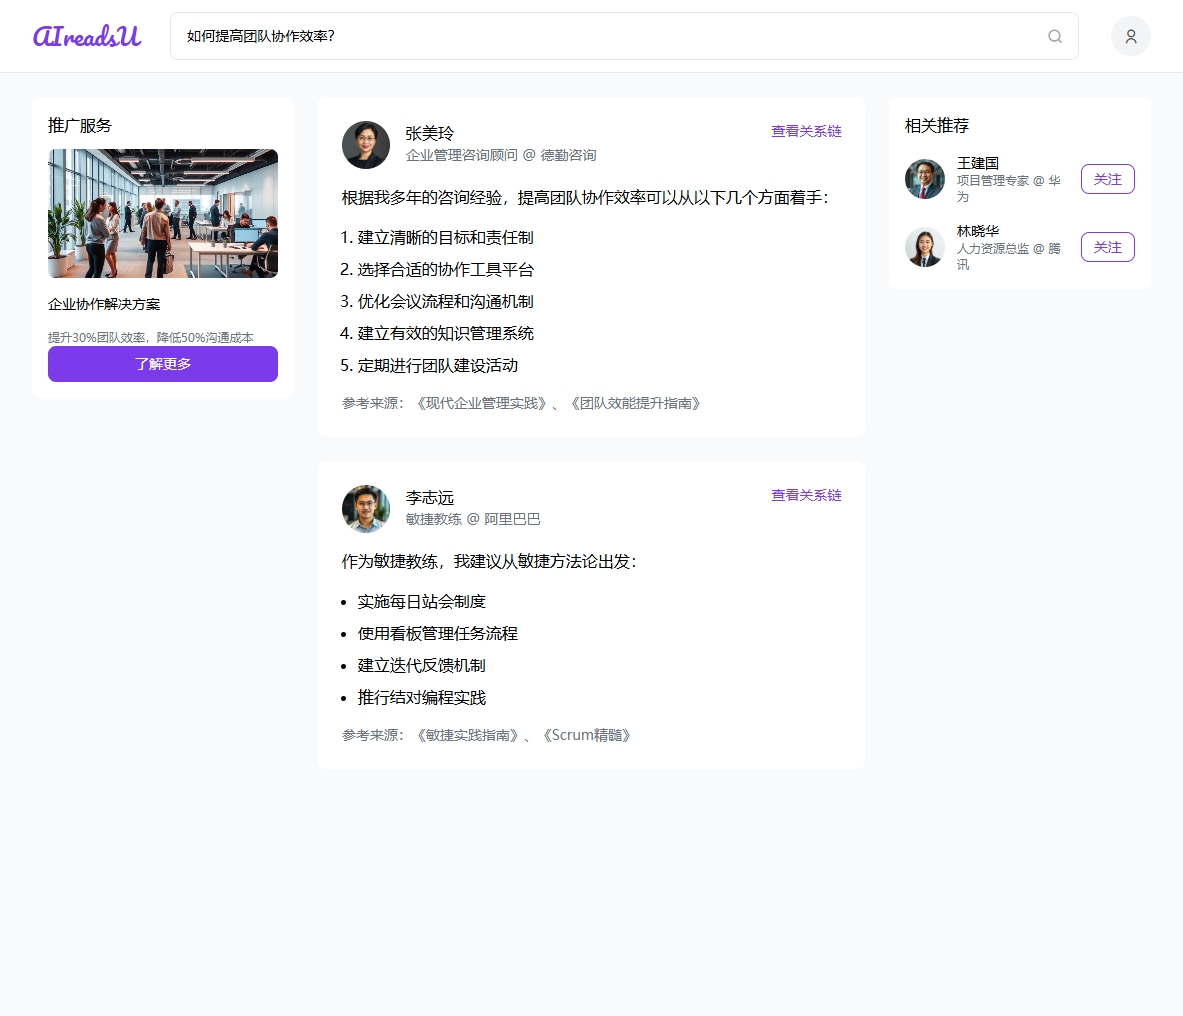 AIreadsU
如何提高团队协作效率?
推广服务
企业协作解决方案
提升30%团队效率，降低50%沟通成本
了解更多
张美玲
企业管理咨询顾问 @ 德勤咨询
查看关系链
根据我多年的咨询经验，提高团队协作效率可以从以下几个方面着手：
1. 建立清晰的目标和责任制
2. 选择合适的协作工具平台
3. 优化会议流程和沟通机制
4. 建立有效的知识管理系统
5. 定期进行团队建设活动
参考来源：《现代企业管理实践》、《团队效能提升指南》
李志远
敏捷教练 @ 阿里巴巴
查看关系链
作为敏捷教练，我建议从敏捷方法论出发：
• 实施每日站会制度
• 使用看板管理任务流程
• 建立迭代反馈机制
• 推行结对编程实践
参考来源：《敏捷实践指南》、《Scrum精髓》
相关推荐
王建国
项目管理专家 @ 华
为
关注
林晓华
人力资源总监 @ 腾
讯
关注